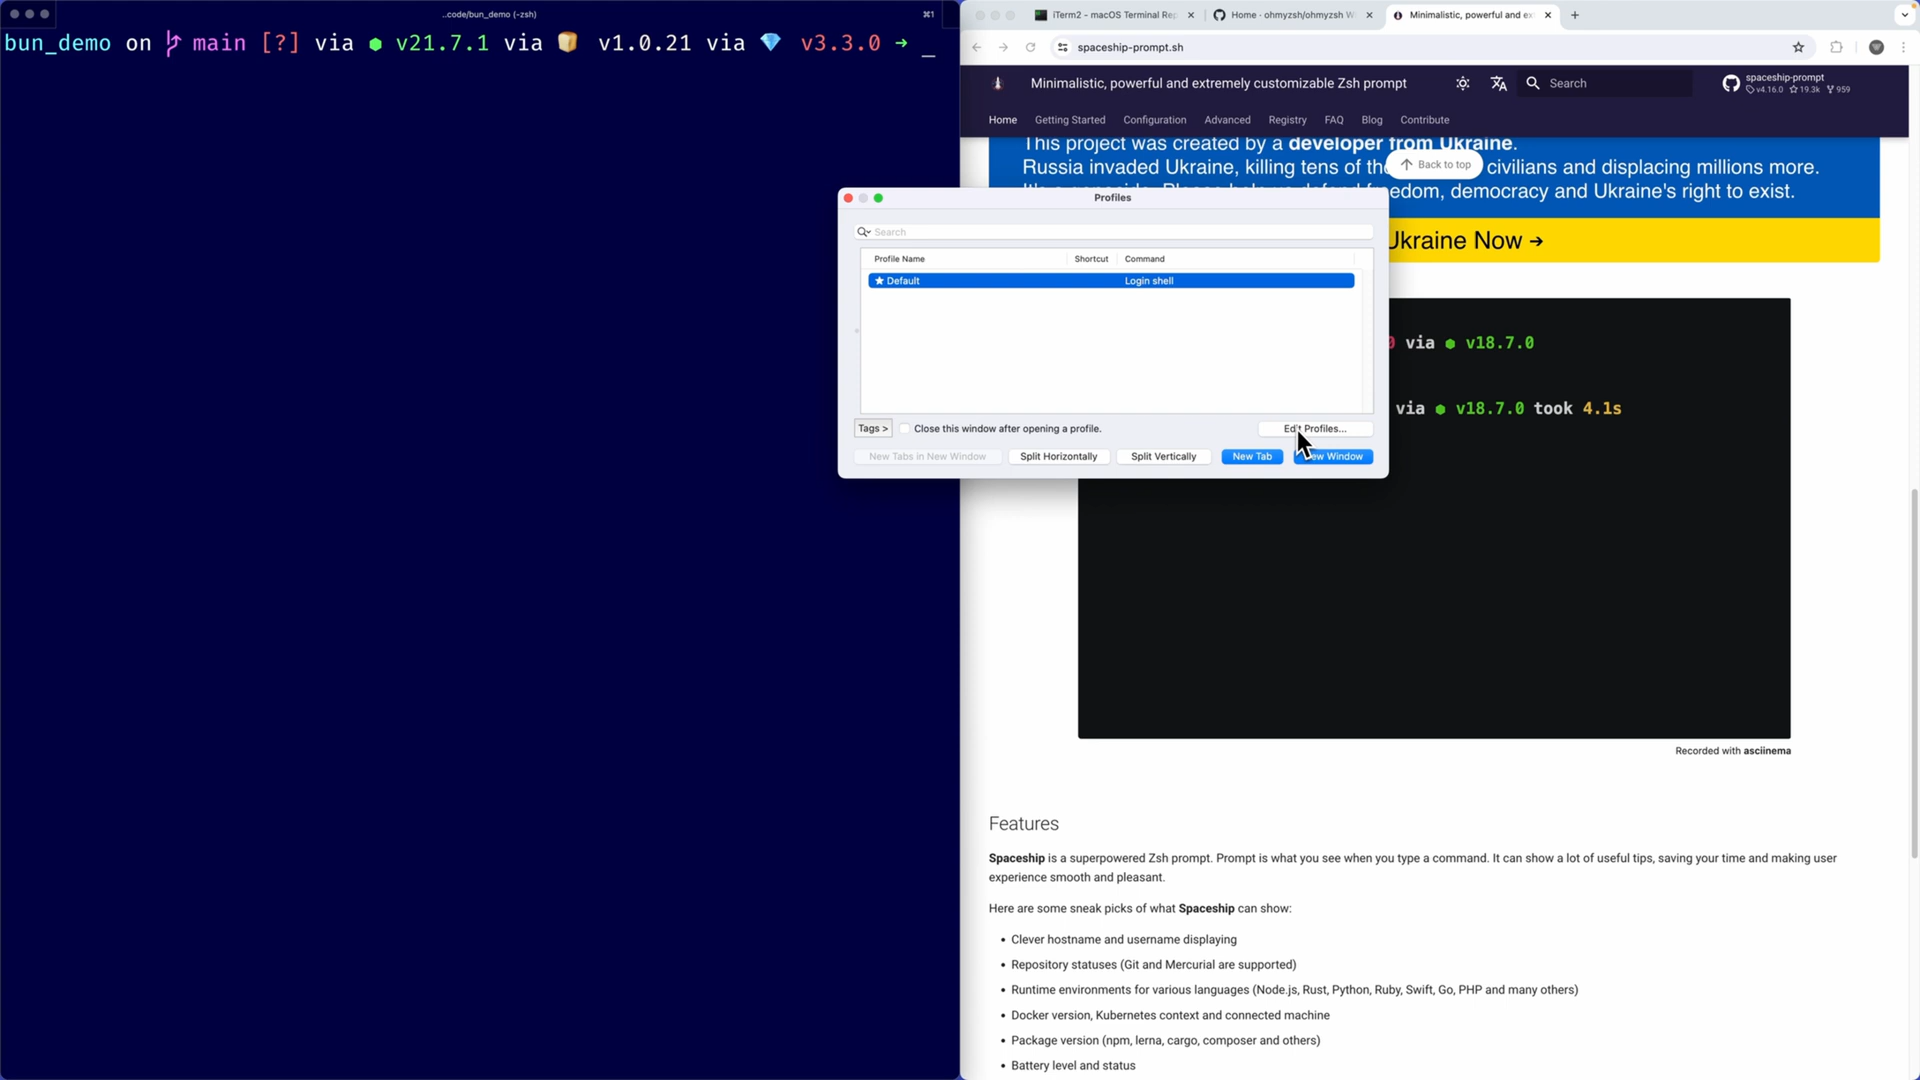 ..code/bun_demo (-zsh)
⌘1
bun_demo on main [?] via v21.7.1 via v1.0.21 via v3.3.0 →
iTerm2 - macOS Terminal Rep
Home · ohmyzsh/ohmyzsh W
Minimalistic, powerful and ex
spaceship-prompt.sh
Minimalistic, powerful and extremely customizable Zsh prompt
Search
spaceship-prompt
v4.16.0 19.3k 959
Home Getting Started Configuration Advanced Registry FAQ Blog Contribute
This project was created by a developer from Ukraine.
Russia invaded Ukraine, killing tens of civilians and displacing millions more.
Back to top
freedom, democracy and Ukraine's right to exist.
Ukraine Now →
Profiles
Search
Profile Name Shortcut Command
★ Default Login shell
Tags >
Close this window after opening a profile.
Edit Profiles...
New Tabs in New Window
Split Horizontally
Split Vertically
New Tab
New Window
via v18.7.0
via v18.7.0 took 4.1s
Recorded with asciinema
Features
Spaceship is a superpowered Zsh prompt. Prompt is what you see when you type a command. It can show a lot of useful tips, saving your time and making user
experience smooth and pleasant.
Here are some sneak picks of what Spaceship can show:
• Clever hostname and username displaying
• Repository statuses (Git and Mercurial are supported)
• Runtime environments for various languages (Node.js, Rust, Python, Ruby, Swift, Go, PHP and many others)
• Docker version, Kubernetes context and connected machine
• Package version (npm, lerna, cargo, composer and others)
• Battery level and status